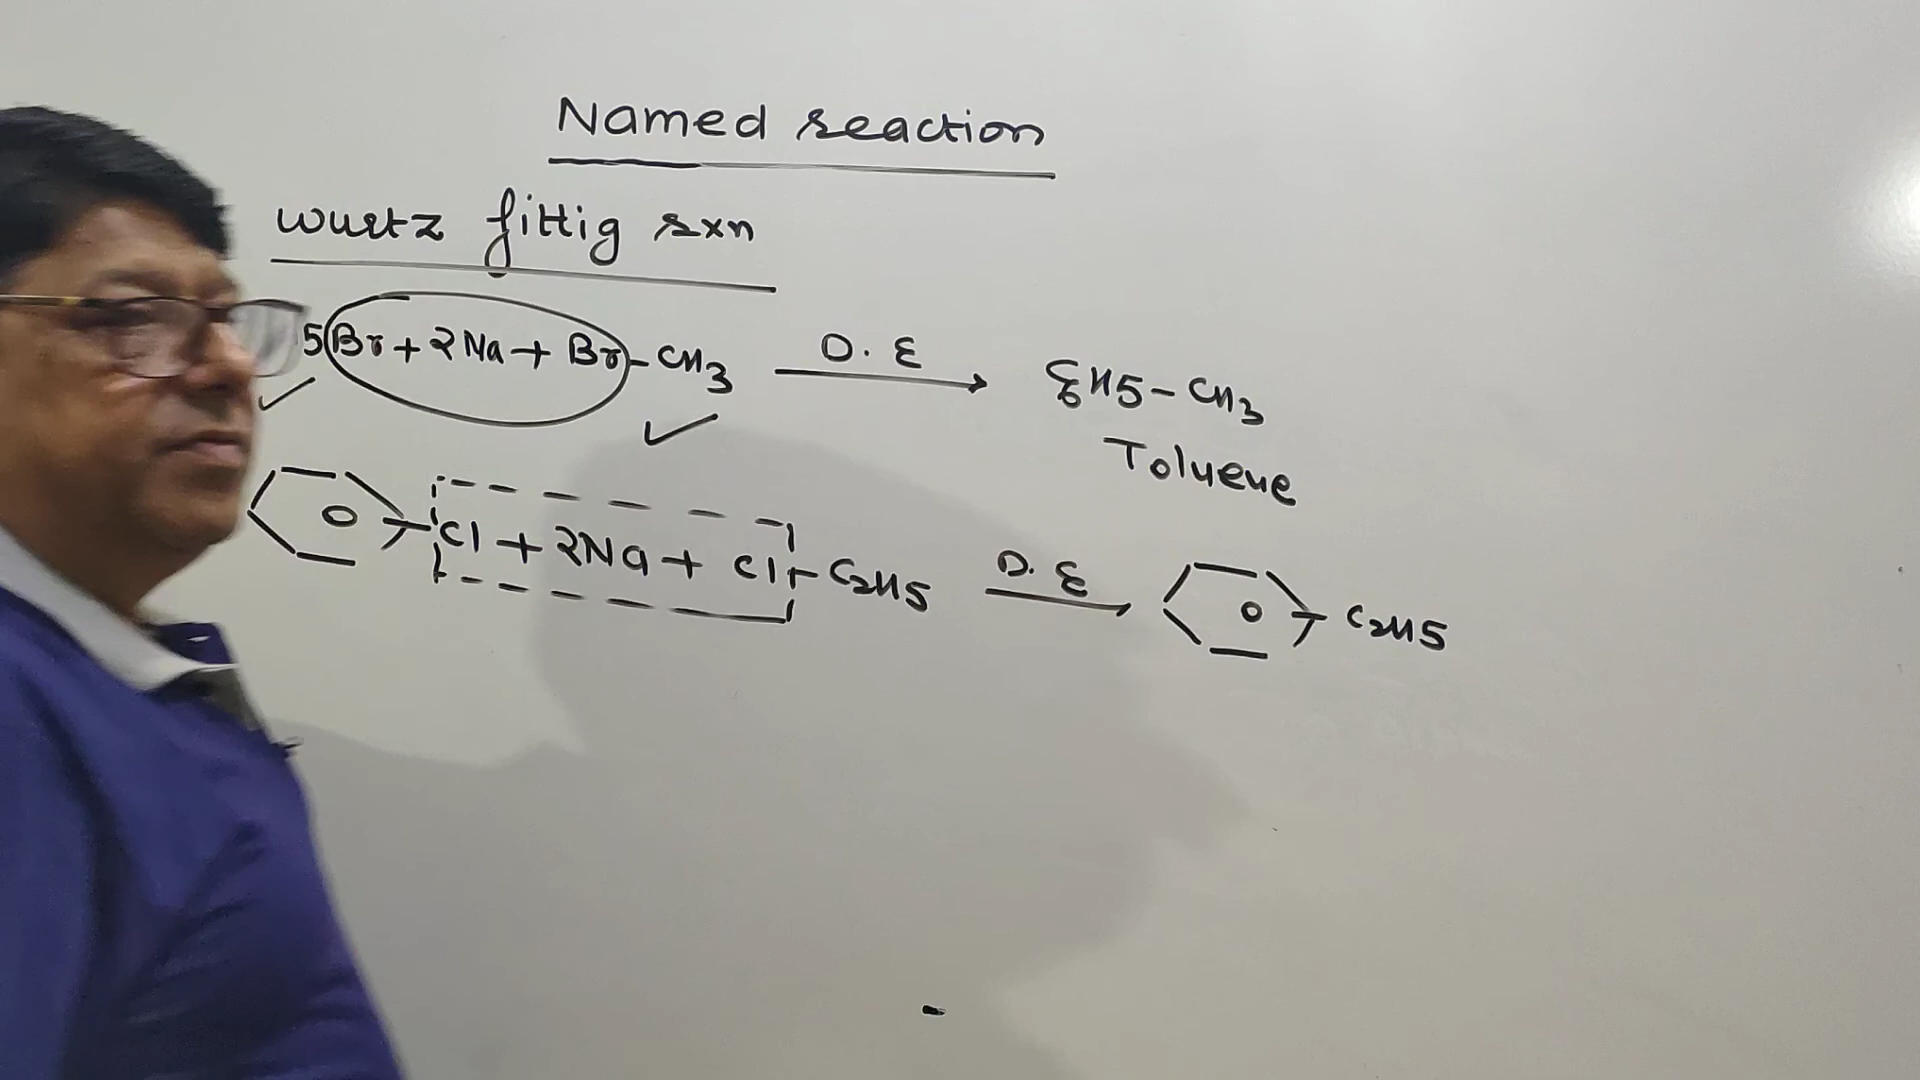 Named reaction
wurtz fittig rxn
5Br + 2Na + Br - CH3 D.E C6H5 - CH3
Toluene
Cl + 2Na + Cl - C2H5 D.E C2H5